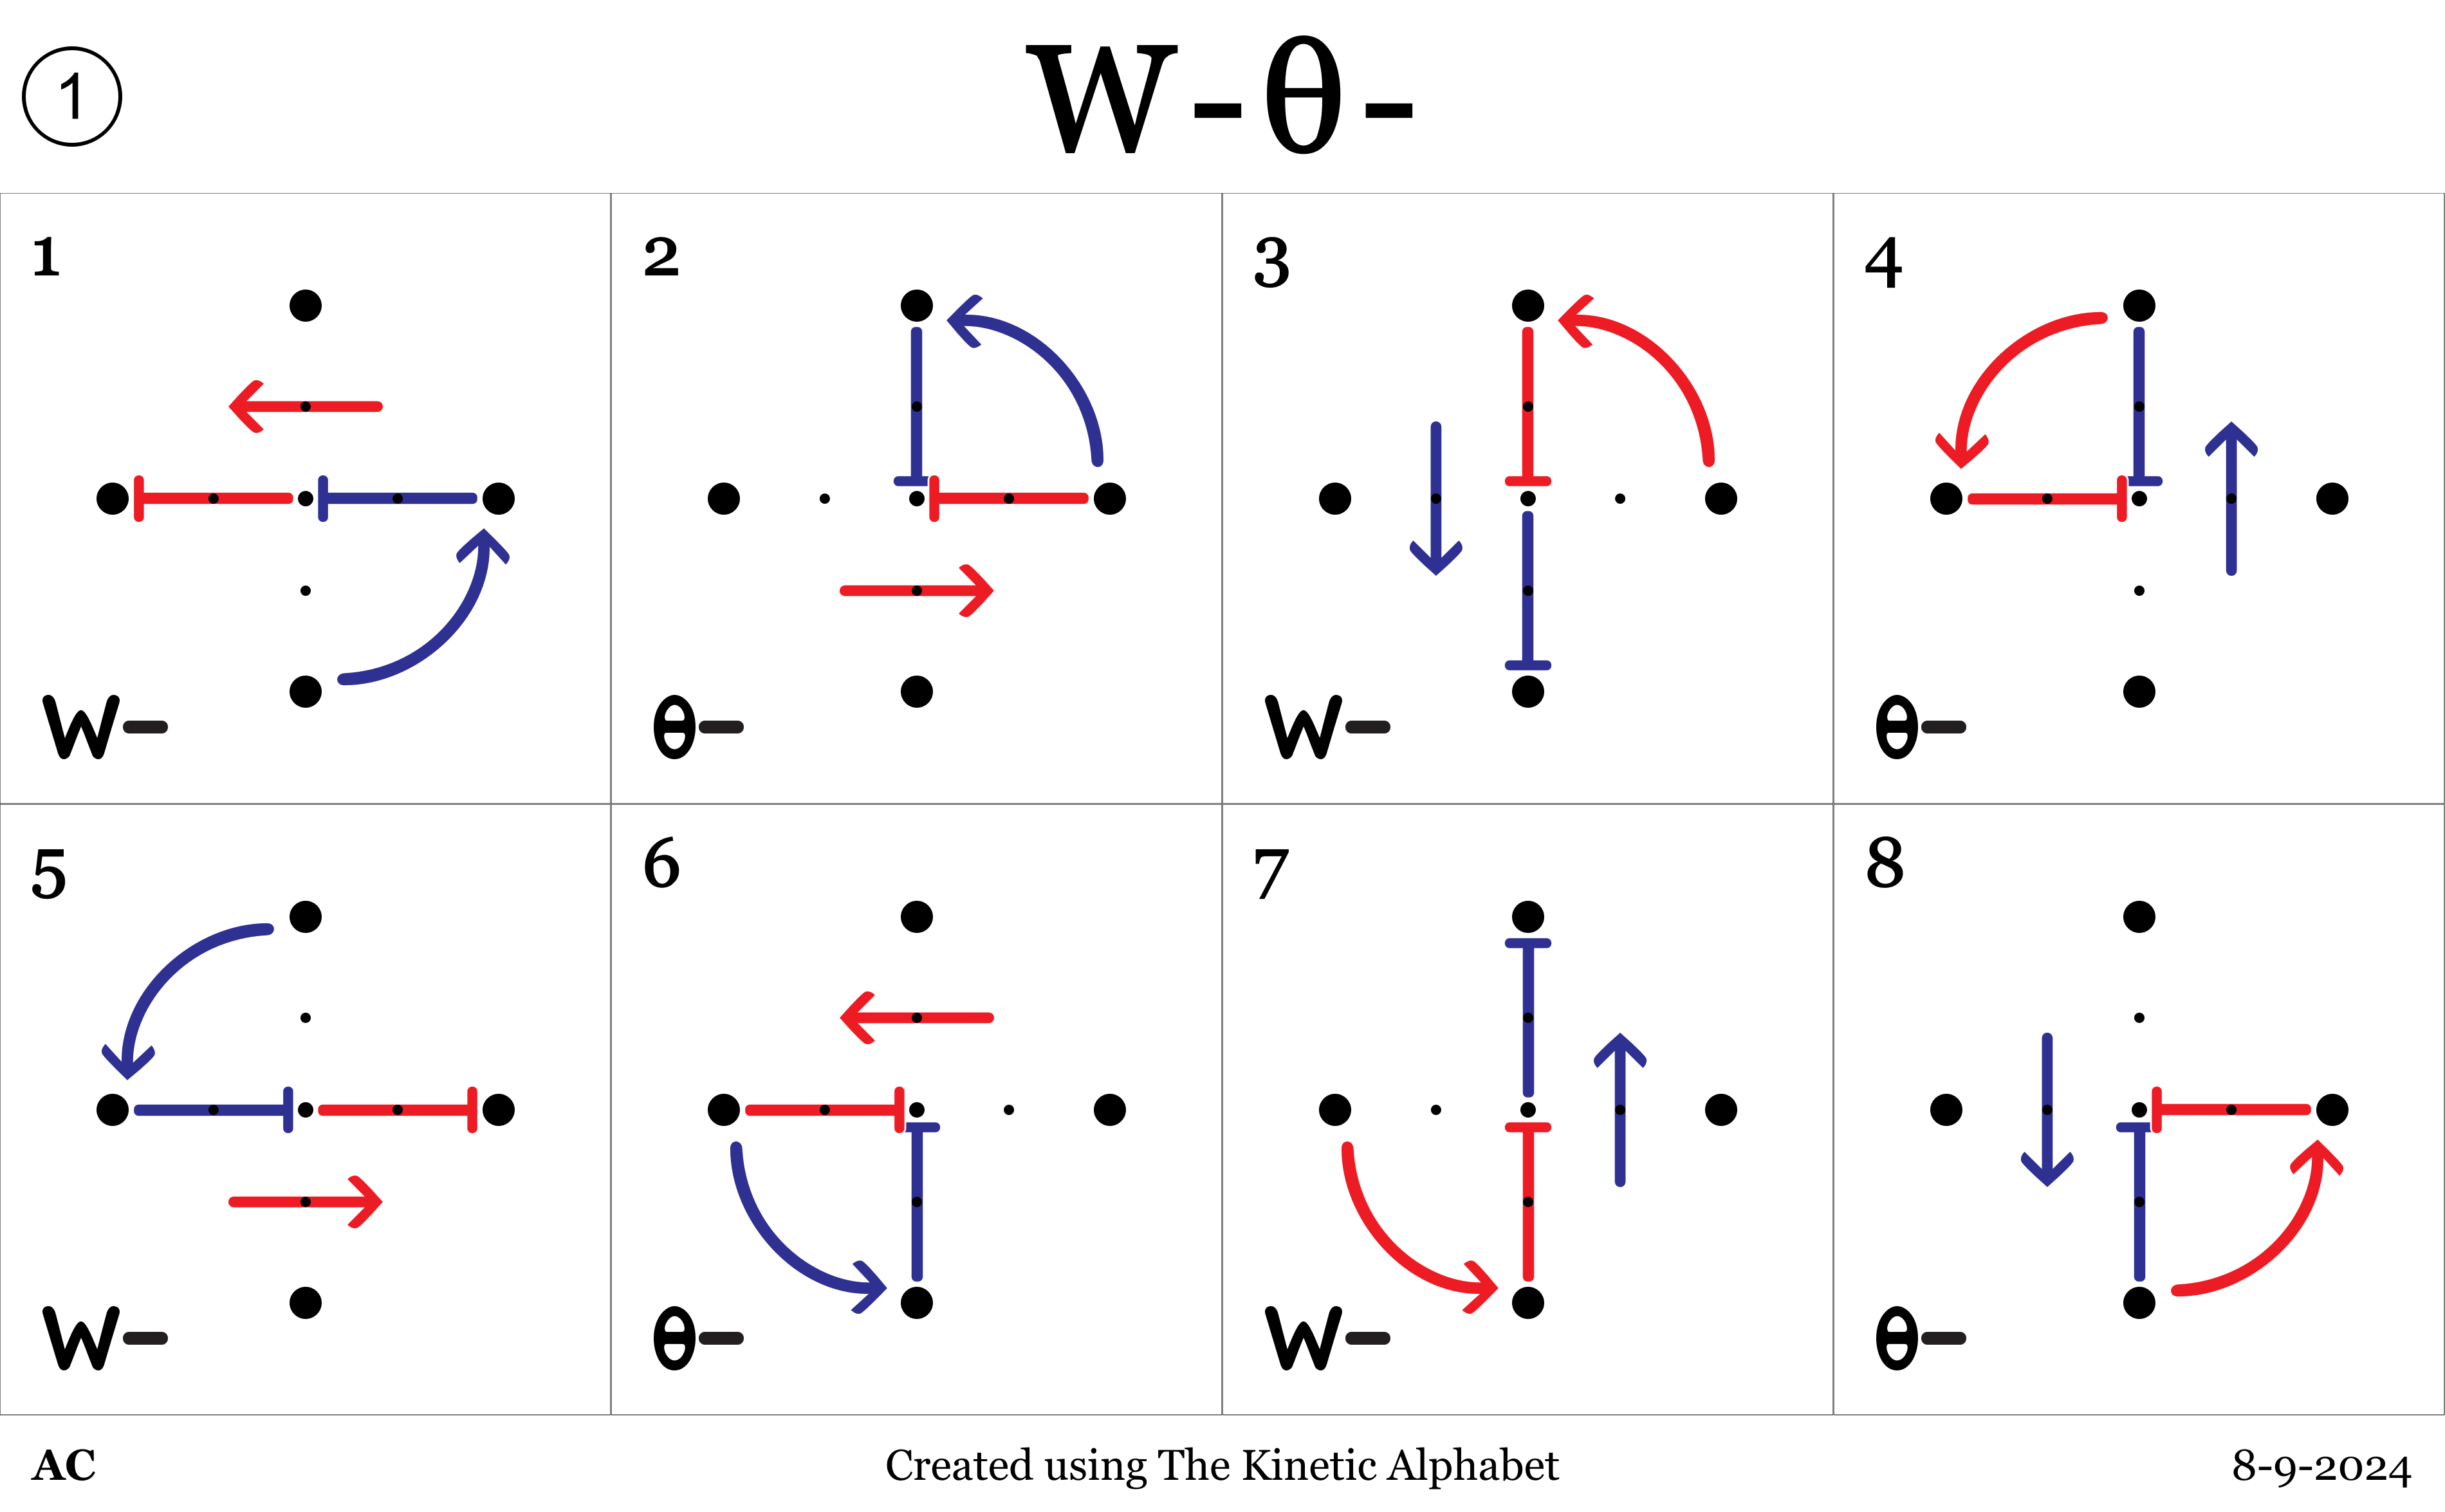 1
W-θ-
1 2 3 4
W- θ- W- θ-
5 6 7 8
W- θ- W- θ-
AC Created using The Kinetic Alphabet 8-9-2024